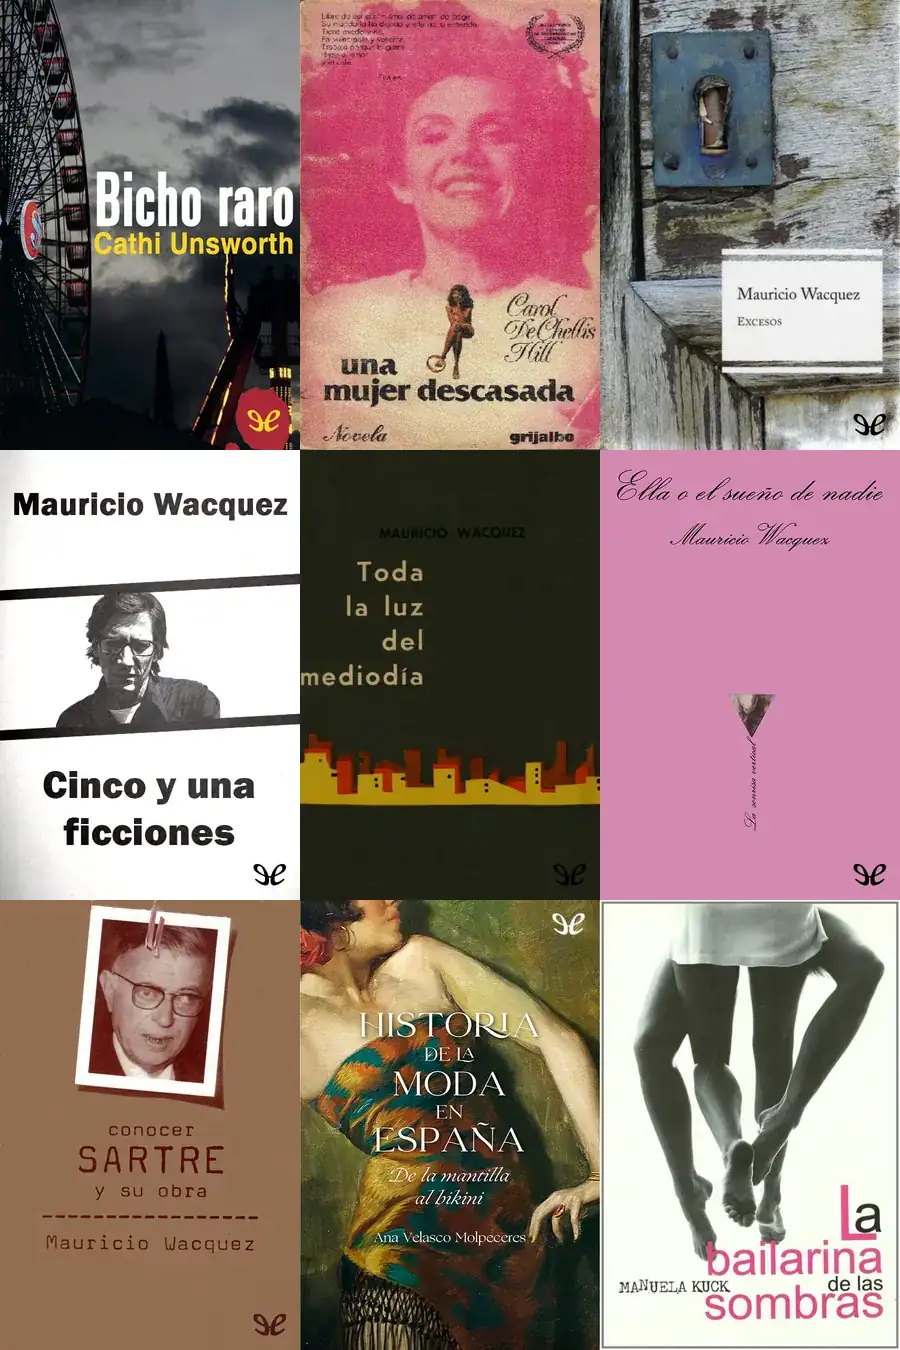 Bicho raro
Cathi Unsworth
Carol
DeChellis
Hill
una
mujer descasada
Novela
grijalbo
Mauricio Wacquez
EXCESOS
Mauricio Wacquez
Cinco y una
ficciones
MAURICIO WACQUEZ
Toda
la luz
del
mediodía
Ella o el sueño de nadie
Mauricio Wacquez
La sonrisa vertical
conocer
SARTRE
y su obra
Mauricio Wacquez
HISTORIA
DE LA
MODA
EN
ESPAÑA
De la mantilla
al bikini
Ana Velasco Molpeceres
La
bailarina
de las
MANUELA KUCK
sombras